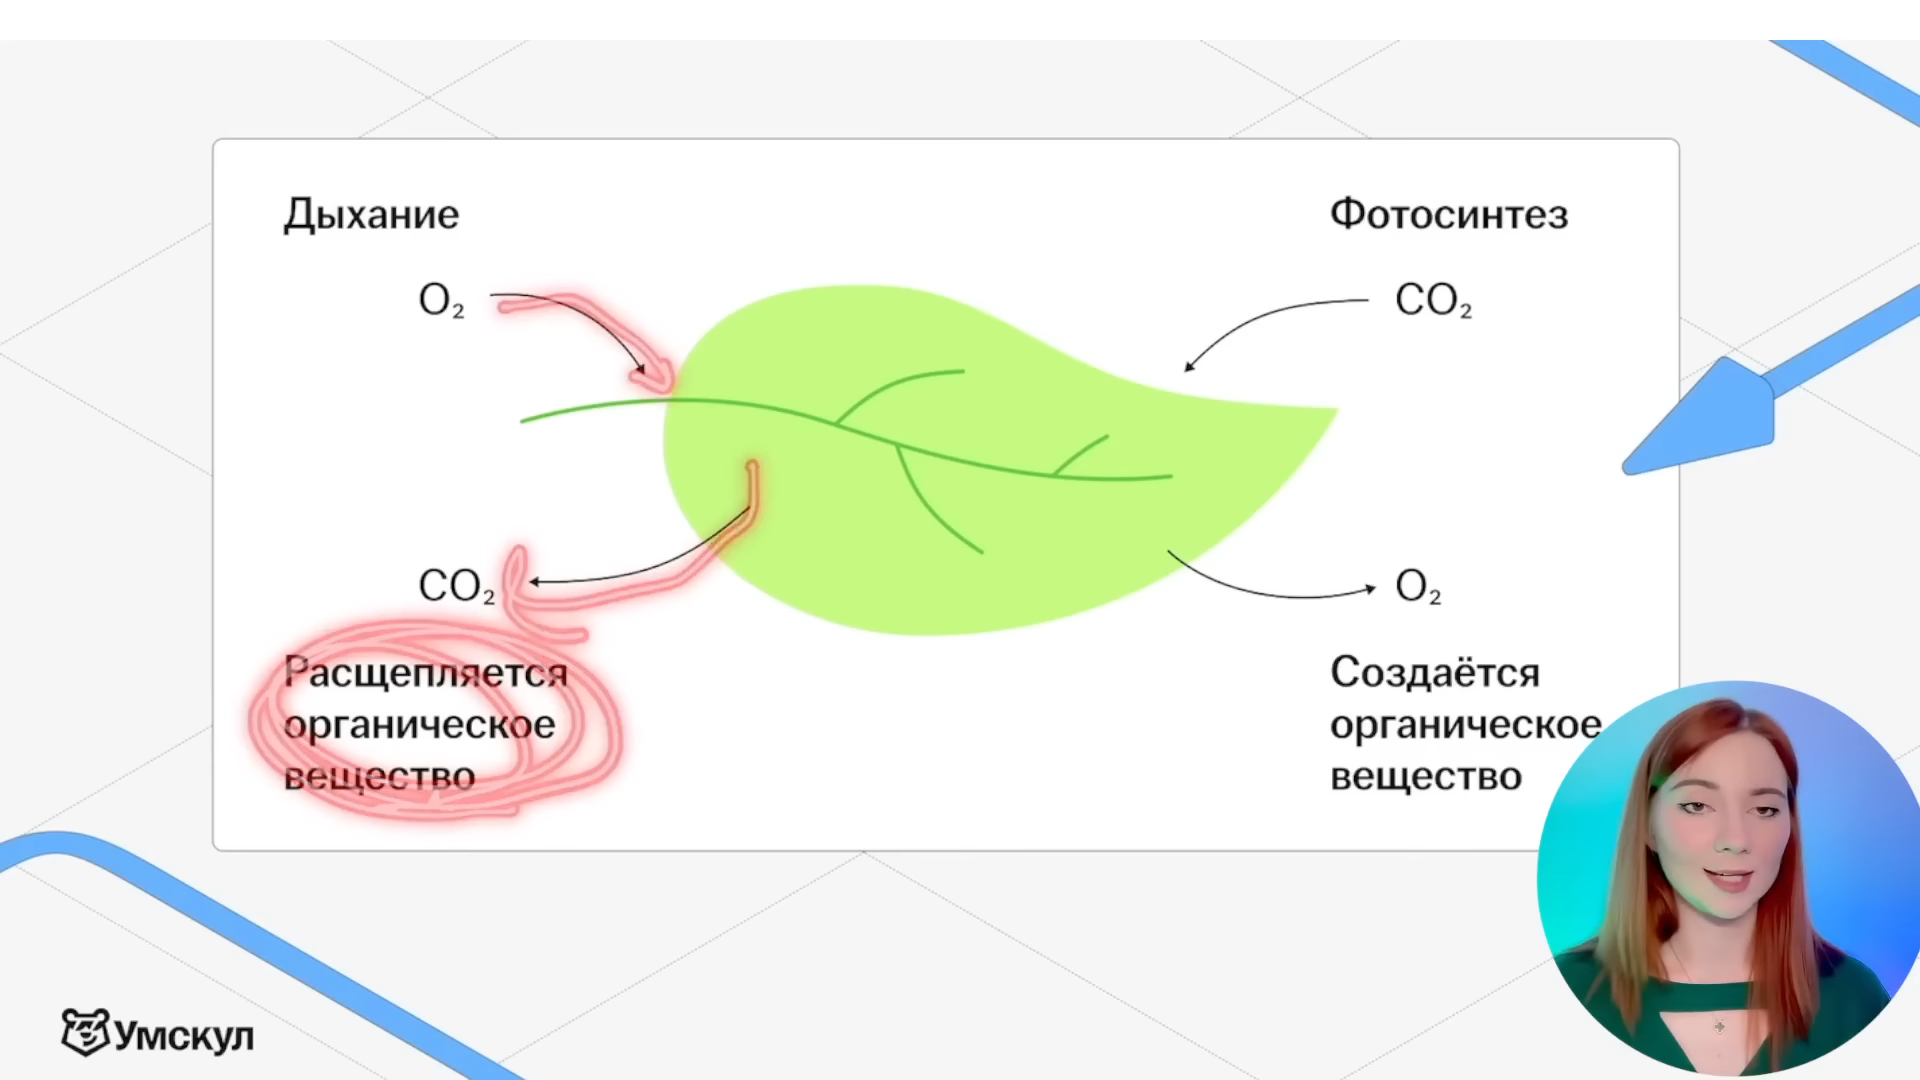 Дыхание
Фотосинтез
O₂
CO₂
CO₂
O₂
Расщепляется
органическое
вещество
Создаётся
органическое
вещество
Умскул